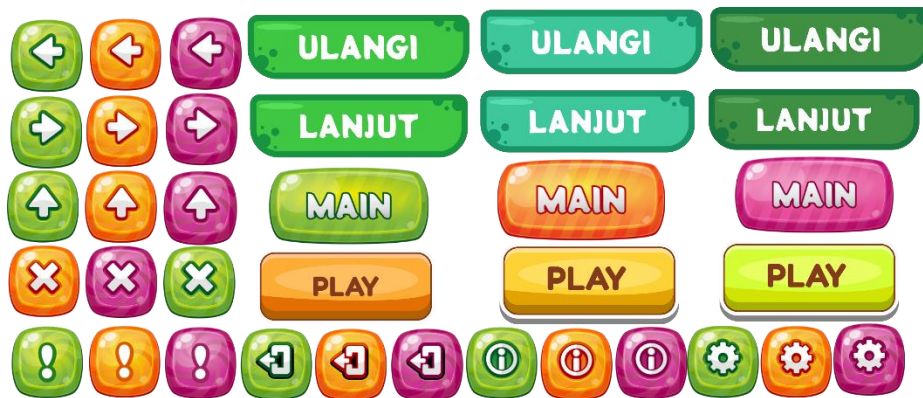 ULANGI ULANGI ULANGI
LANJUT LANJUT LANJUT
MAIN MAIN MAIN
PLAY PLAY PLAY
! ! ! i i i